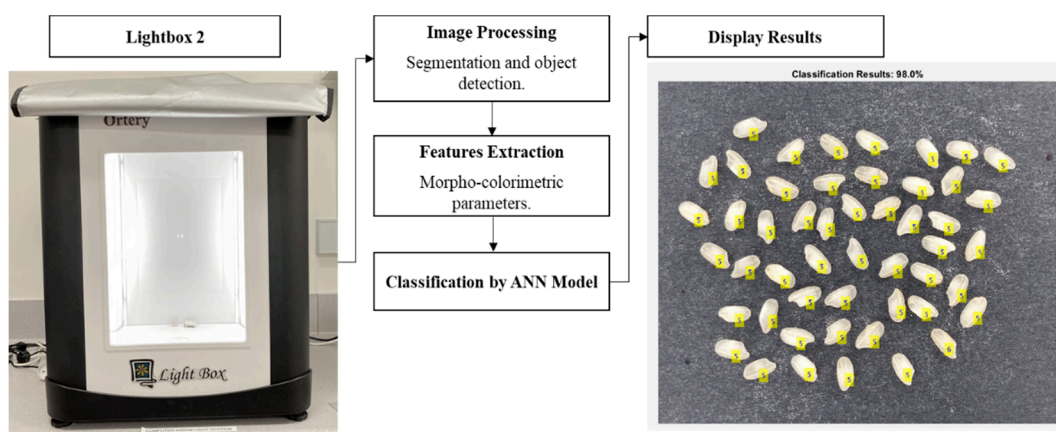 Lightbox 2
Image Processing
Segmentation and object
detection.
Features Extraction
Morpho-colorimetric
parameters.
Classification by ANN Model
Display Results
Classification Results: 98.0%
Ortery
Light Box